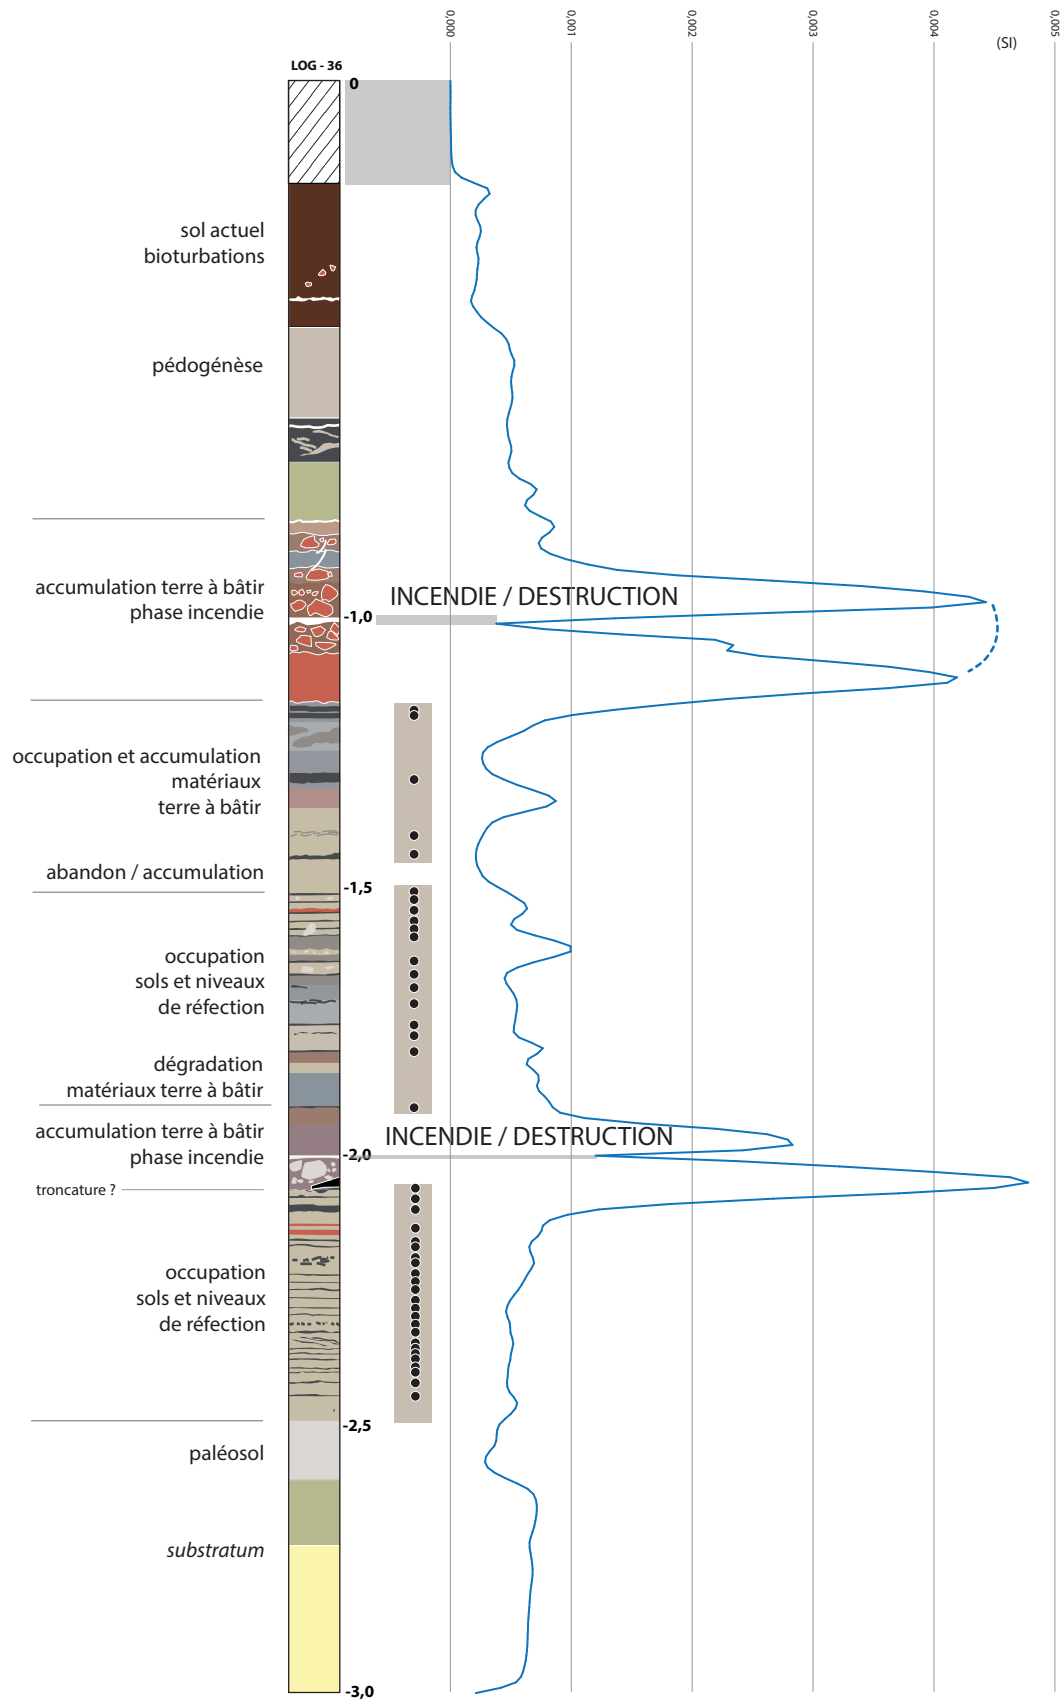 0,000
0,001
0,002
0,003
0,004
0,005
(SI)
LOG - 36
0
sol actuel
bioturbations
pédogénèse
accumulation terre à bâtir
phase incendie
INCENDIE / DESTRUCTION
-1,0
occupation et accumulation
matériaux
terre à bâtir
abandon / accumulation
-1,5
occupation
sols et niveaux
de réfection
dégradation
matériaux terre à bâtir
accumulation terre à bâtir
phase incendie
INCENDIE / DESTRUCTION
-2,0
troncature ?
occupation
sols et niveaux
de réfection
-2,5
paléosol
substratum
-3,0